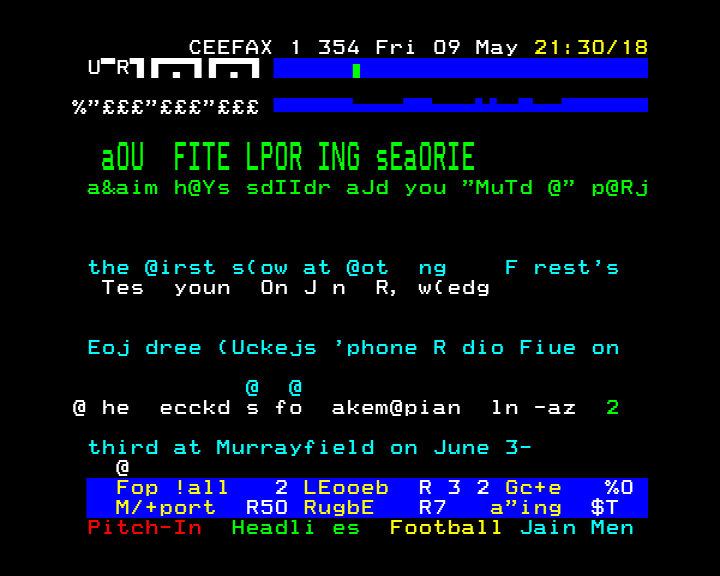 CEEFAX 1 354 Fri 09 May 21:30/18
U R
%"£££"£££"£££
aOU FITE LPOR ING sEaORIE
a&aim h@Ys sdIIdr aJd you "MuTd @" p@Rj
the @irst s(ow at @ot ng F rest's
Tes youn On J n R, w(edg
Eoj dree (Uckejs 'phone R dio Fiue on
@ @
@ he ecckd s fo akem@pian ln -az 2
third at Murrayfield on June 3-
@
Fop !all 2 LEooeb R 3 2 Gc+e %O
M/+port R50 RugbE R7 a"ing $T
Pitch-In Headli es Football Jain Men